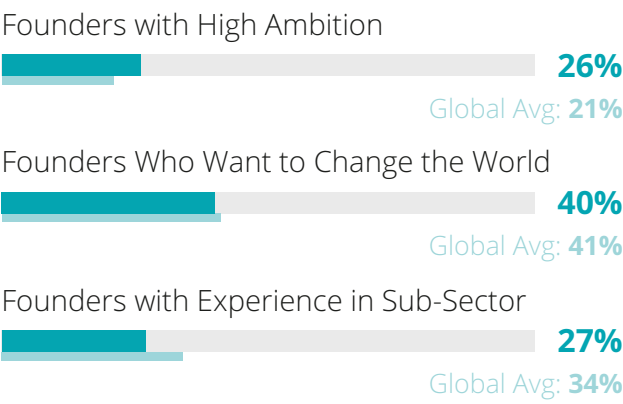 Founders with High Ambition
26%
Global Avg: 21%
Founders Who Want to Change the World
40%
Global Avg: 41%
Founders with Experience in Sub-Sector
27%
Global Avg: 34%